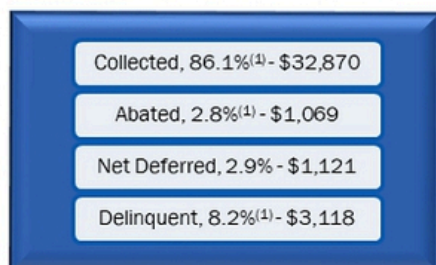 Collected, 86.1%⁽¹⁾- $32,870
Abated, 2.8%⁽¹⁾ - $1,069
Net Deferred, 2.9% - $1,121
Delinquent, 8.2%⁽¹⁾ - $3,118